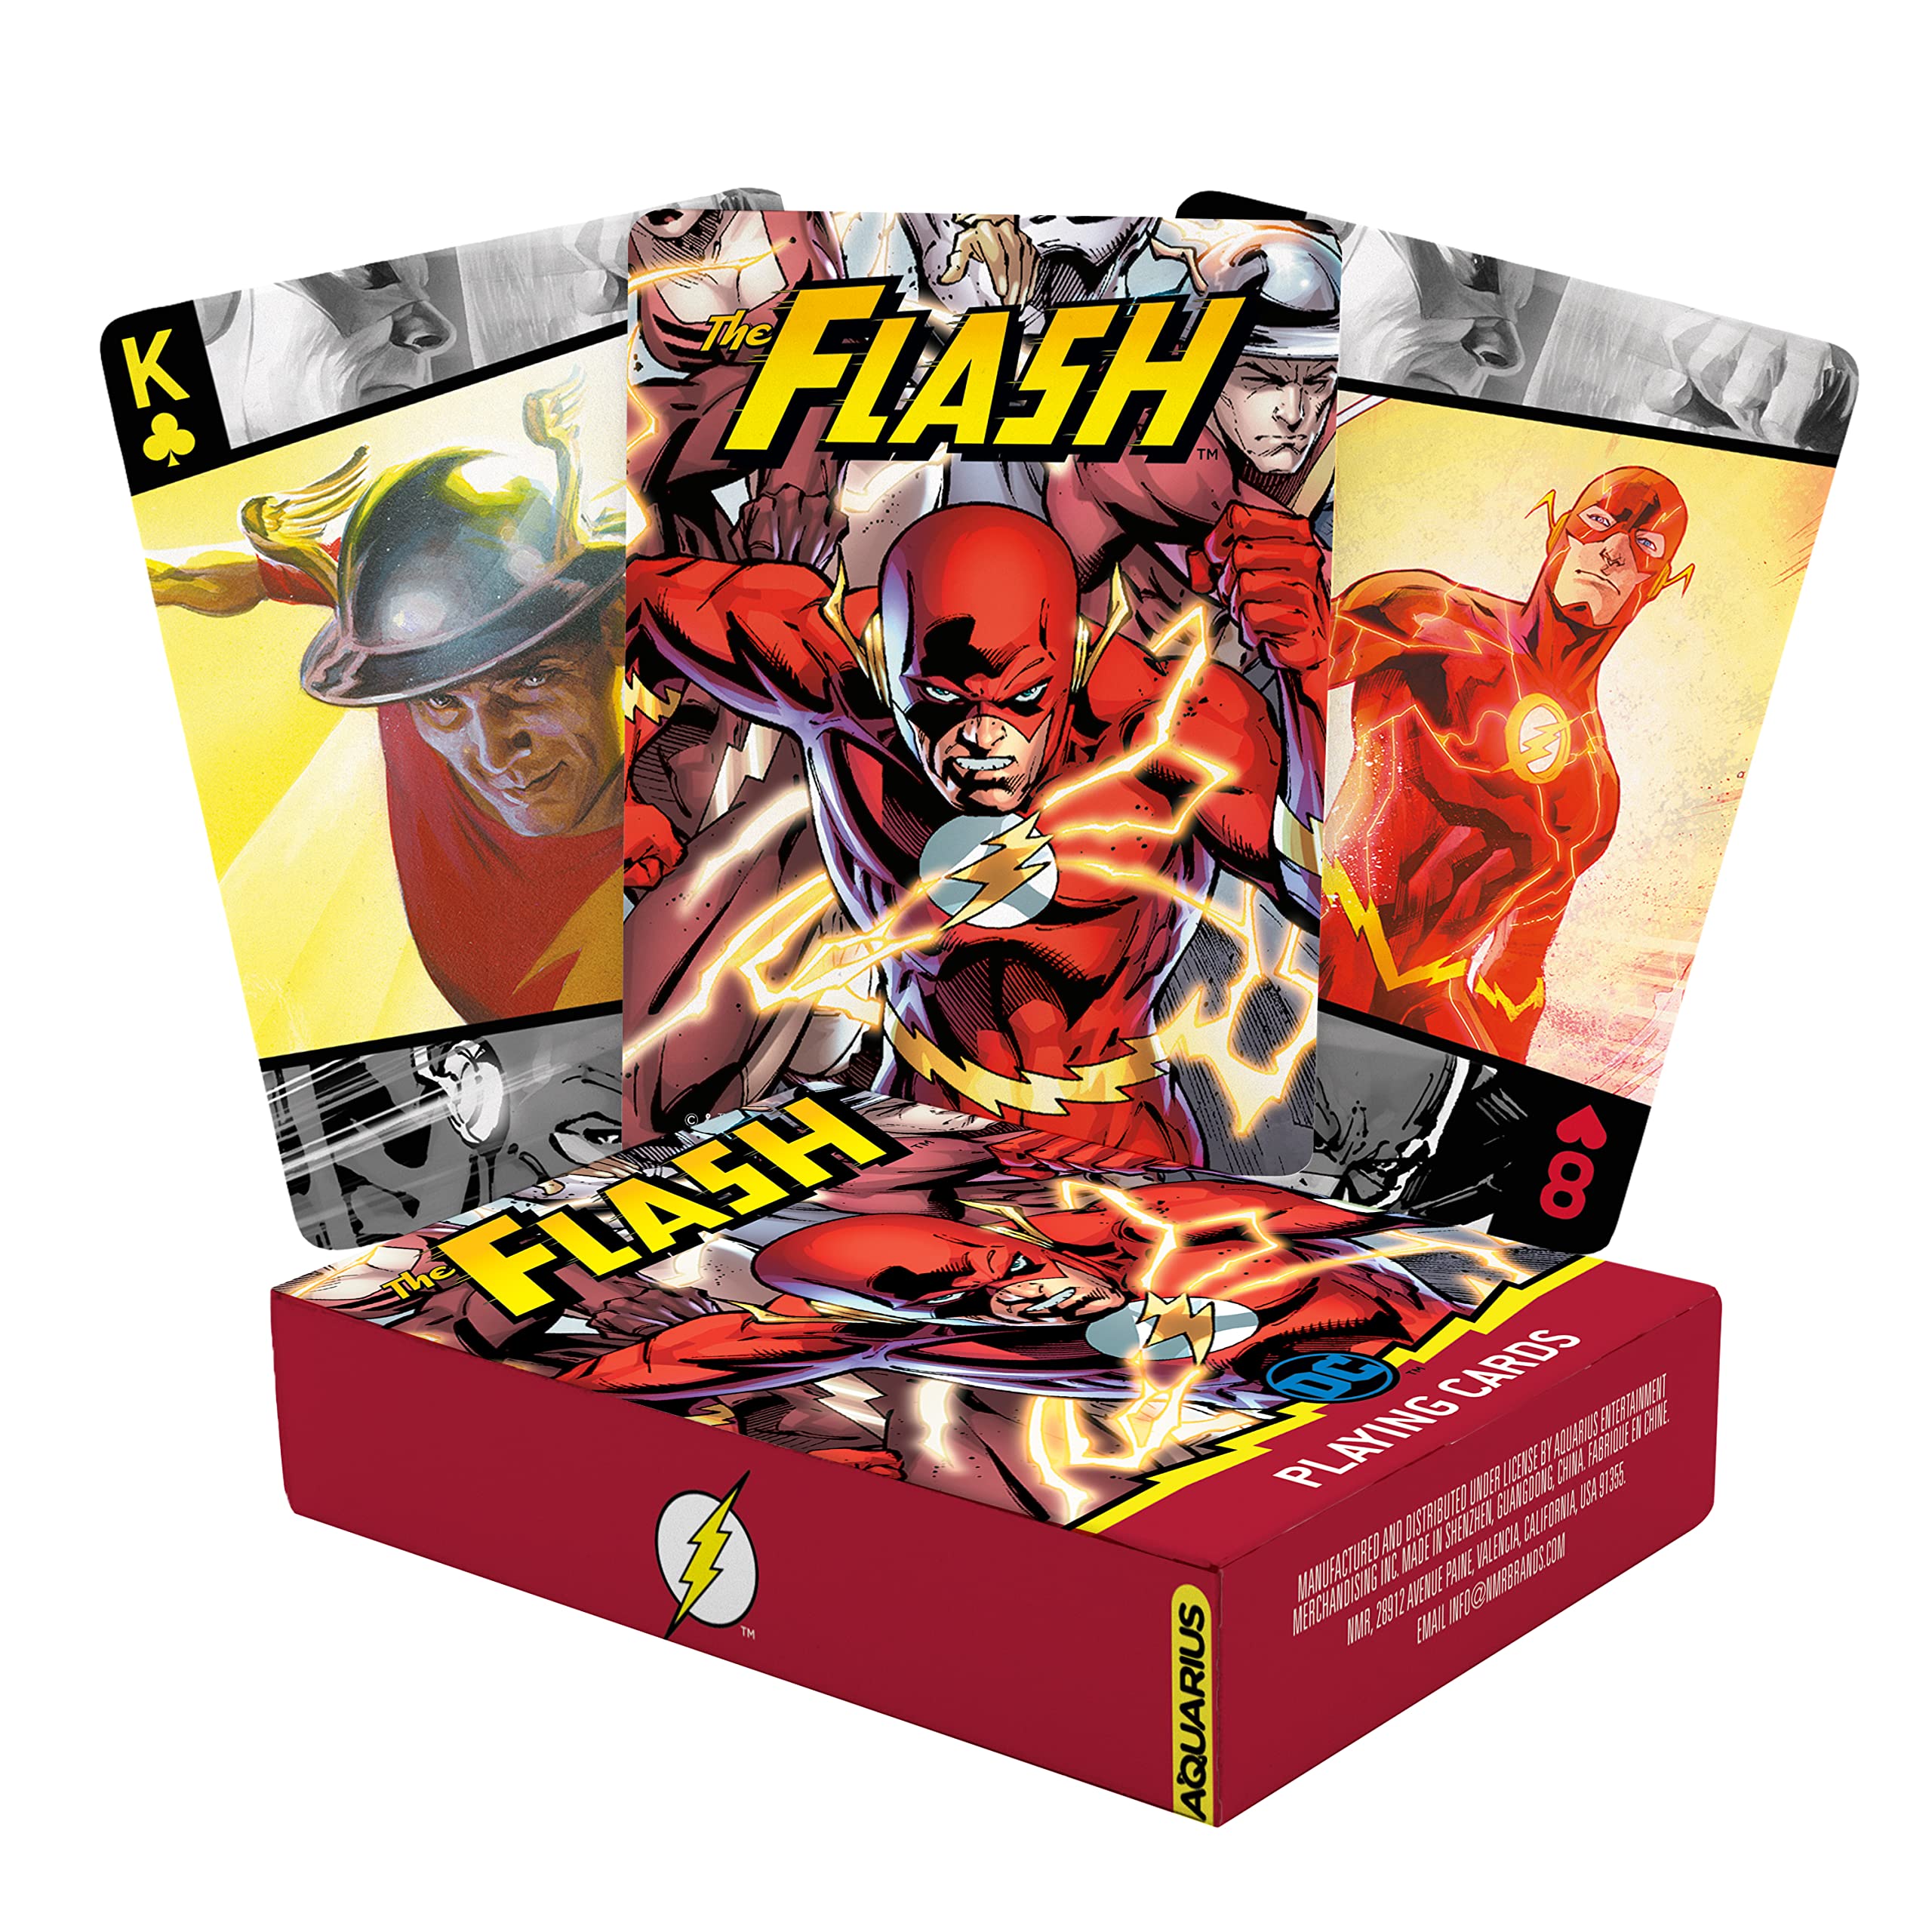 K
The FLASH
TM
©
8
The FLASH
TM
DC
TM
PLAYING CARDS
MANUFACTURED AND DISTRIBUTED UNDER LICENSE BY AQUARIUS ENTERTAINMENT
MERCHANDISING INC. MADE IN SHENZHEN, GUANGDONG, CHINA. FABRIQUÉ EN CHINE.
NMR, 28912 AVENUE PAINE, VALENCIA, CALIFORNIA, USA 91355.
EMAIL INFO@NMRBRANDS.COM
TM
AQUARIUS